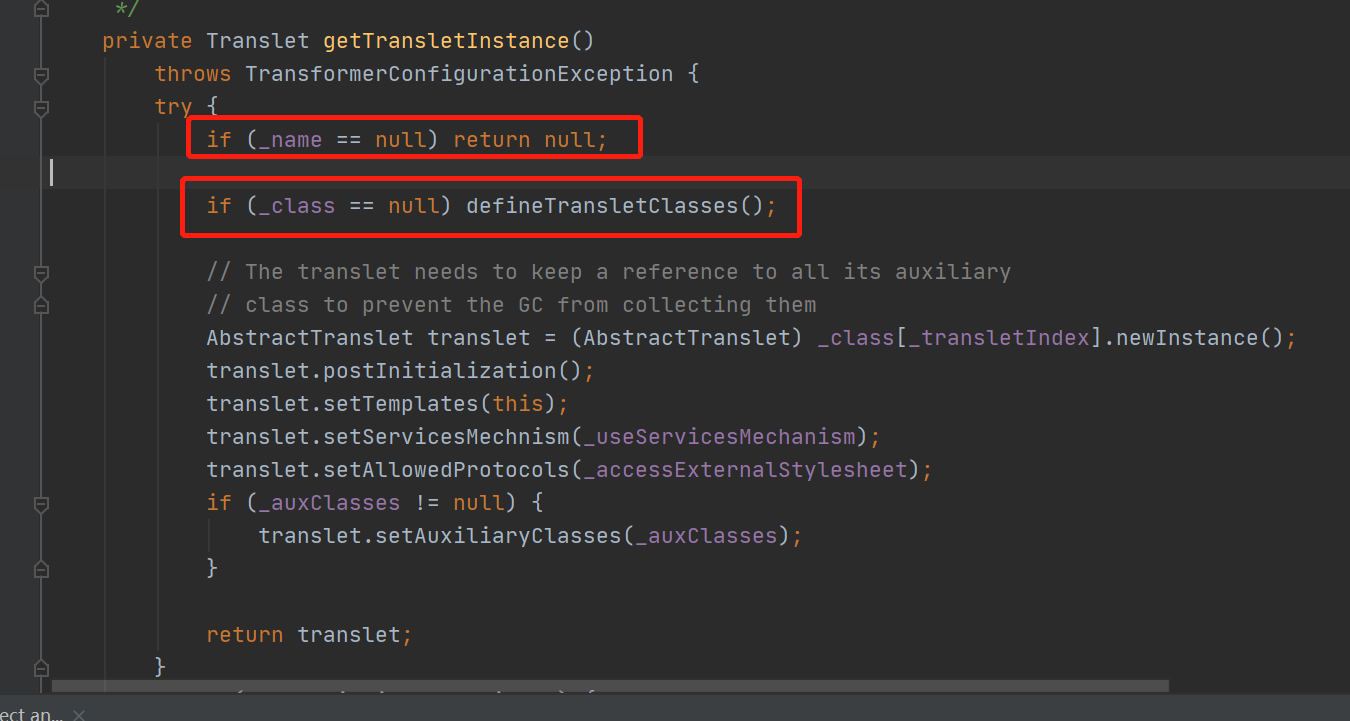 */
private Translet getTransletInstance()
throws TransformerConfigurationException {
try {
if (_name == null) return null;
if (_class == null) defineTransletClasses();
// The translet needs to keep a reference to all its auxiliary
// class to prevent the GC from collecting them
AbstractTranslet translet = (AbstractTranslet) _class[_transletIndex].newInstance();
translet.postInitialization();
translet.setTemplates(this);
translet.setServicesMechnism(_useServicesMechanism);
translet.setAllowedProtocols(_accessExternalStylesheet);
if (_auxClasses != null) {
translet.setAuxiliaryClasses(_auxClasses);
}
return translet;
}
ect an...